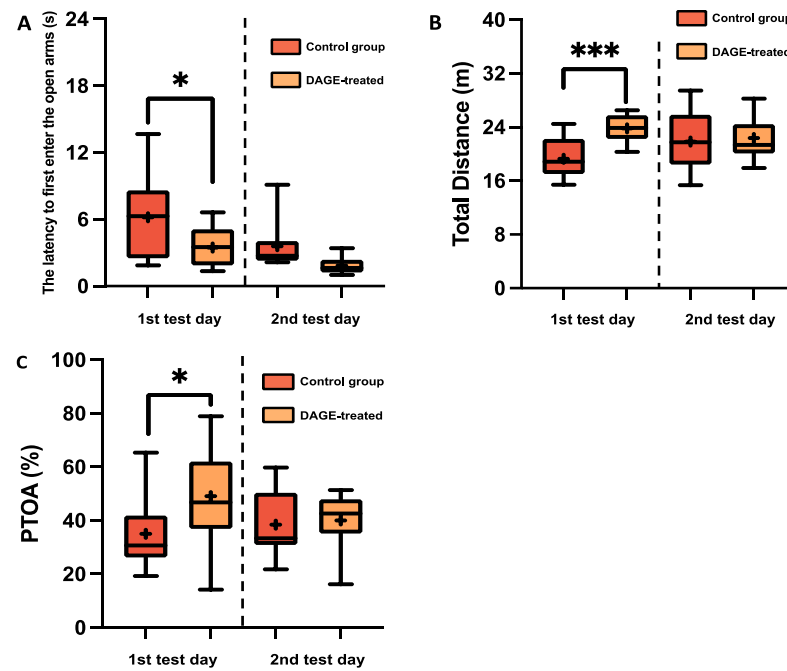 A
The latency to first enter the open arms (s)
24
18
12
6
0
*
Control group
DAGE-treated
1st test day
2nd test day
B
Total Distance (m)
40
32
24
16
8
0
***
Control group
DAGE-treated
1st test day
2nd test day
C
PTOA (%)
100
80
60
40
20
0
*
Control group
DAGE-treated
1st test day
2nd test day